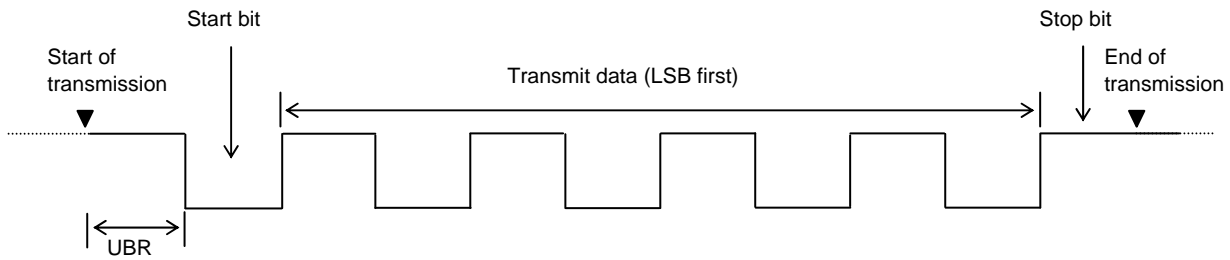 Start bit
Stop bit
Start of
transmission
Transmit data (LSB first)
End of
transmission
UBR